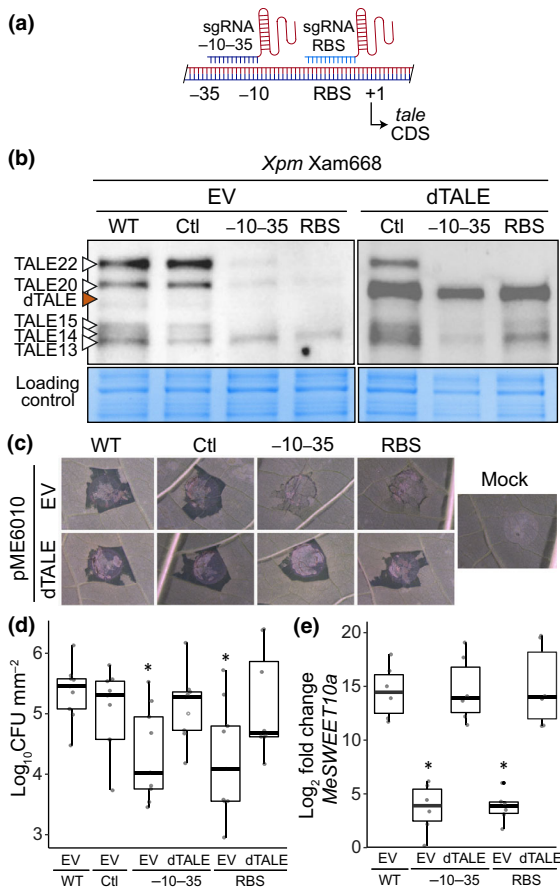 (a)
sgRNA
−10−35
sgRNA
RBS
−35
−10
RBS
+1
tale
CDS
(b)
Xpm Xam668
EV
dTALE
WT
Ctl
−10−35
RBS
Ctl
−10−35
RBS
TALE22
TALE20
dTALE
TALE15
TALE14
TALE13
Loading
control
(c)
WT
Ctl
−10−35
RBS
Mock
pME6010
EV
dTALE
(d)
Log10CFU mm−2
6
5
4
3
*
*
EV
EV
EV
dTALE
EV
dTALE
WT
Ctl
−10−35
RBS
(e)
Log2 fold change
MeSWEET10a
20
15
10
5
0
*
*
EV
EV
dTALE
EV
dTALE
WT
−10−35
RBS